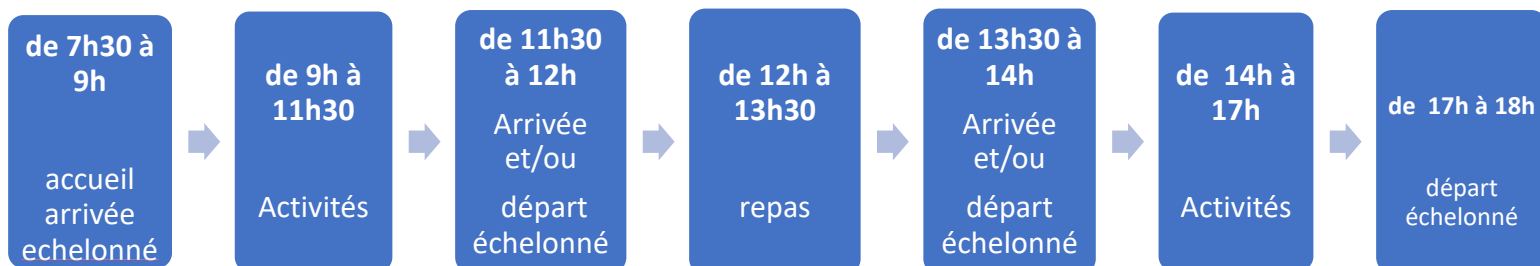 de 7h30 à
9h
accueil
arrivée
echelonné
de 9h à
11h30
Activités
de 11h30
à 12h
Arrivée
et/ou
départ
échelonné
de 12h à
13h30
repas
de 13h30 à
14h
Arrivée
et/ou
départ
échelonné
de  14h à
17h
Activités
de  17h à 18h
départ
échelonné